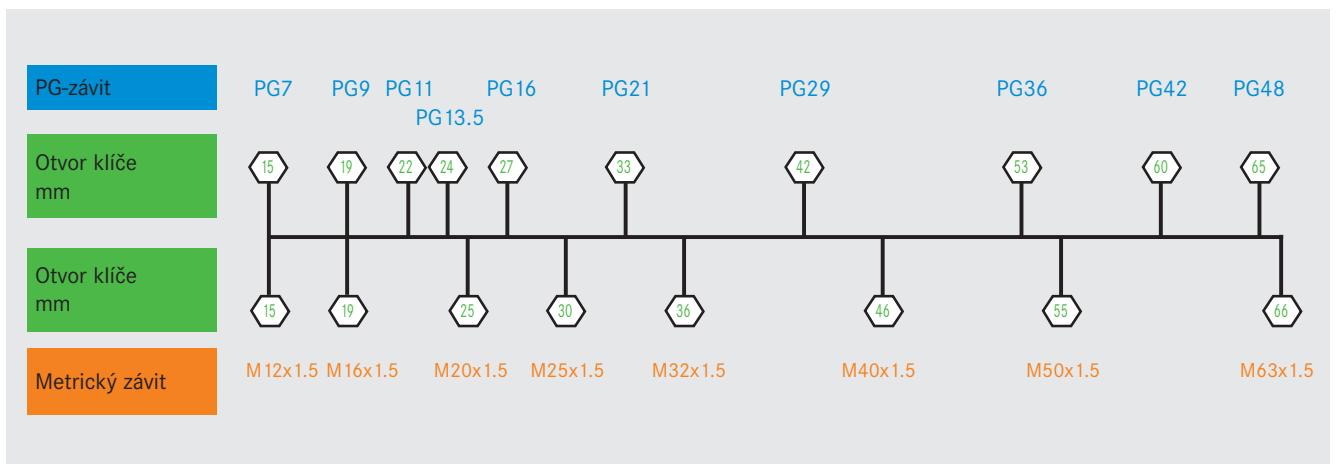 PG-závit PG7 PG9 PG11 PG16 PG21 PG29 PG36 PG42 PG48
PG13.5
Otvor klíče
mm
15 19 22 24 27 33 42 53 60 65
Otvor klíče
mm
15 19 25 30 36 46 55 66
Metrický závit M12x1.5 M16x1.5 M20x1.5 M25x1.5 M32x1.5 M40x1.5 M50x1.5 M63x1.5